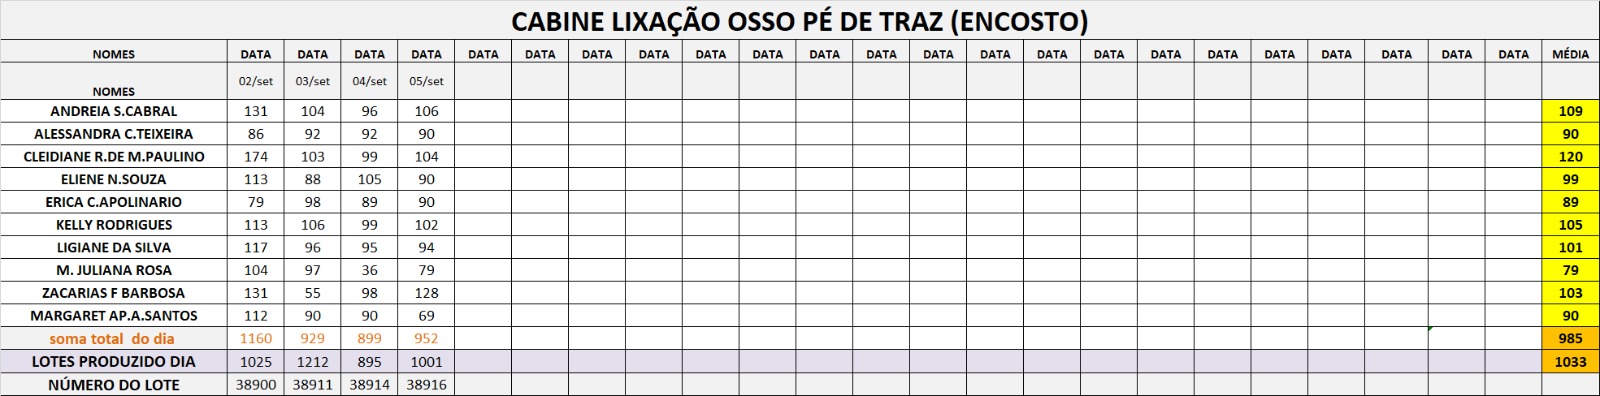 CABINE LIXAÇÃO OSSO PÉ DE TRAZ (ENCOSTO)
NOMES DATA DATA DATA DATA DATA DATA DATA DATA DATA DATA DATA DATA DATA DATA DATA DATA DATA DATA DATA DATA DATA DATA DATA MÉDIA
NOMES 02/set 03/set 04/set 05/set
ANDREIA S.CABRAL 131 104 96 106 109
ALESSANDRA C.TEIXEIRA 86 92 92 90 90
CLEIDIANE R.DE M.PAULINO 174 103 99 104 120
ELIENE N.SOUZA 113 88 105 90 99
ERICA C.APOLINARIO 79 98 89 90 89
KELLY RODRIGUES 113 106 99 102 105
LIGIANE DA SILVA 117 96 95 94 101
M. JULIANA ROSA 104 97 36 79 79
ZACARIAS F BARBOSA 131 55 98 128 103
MARGARET AP.A.SANTOS 112 90 90 69 90
soma total do dia 1160 929 899 952 985
LOTES PRODUZIDO DIA 1025 1212 895 1001 1033
NÚMERO DO LOTE 38900 38911 38914 38916